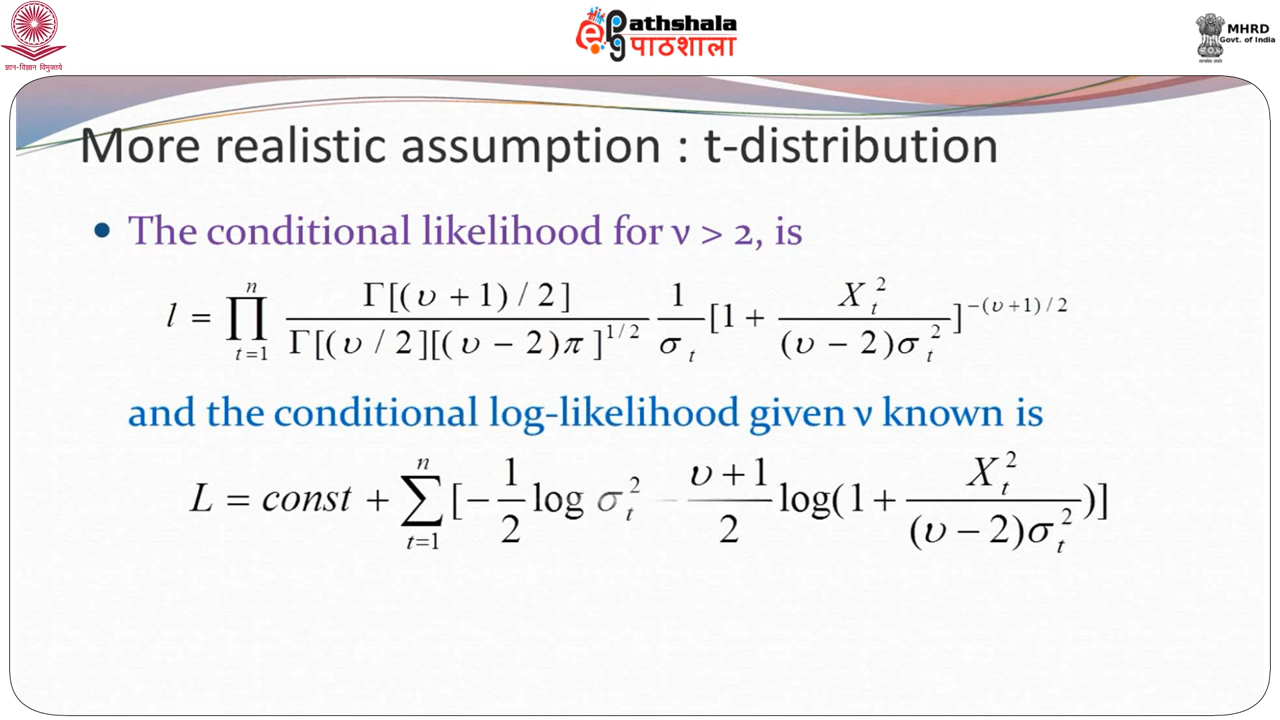 ज्ञान-विज्ञान विमुक्तये
e Pathshala
पाठशाला
MHRD
Govt. of India
More realistic assumption : t-distribution
• The conditional likelihood for ν > 2, is
l = ∏_{t=1}^{n} Γ[(υ + 1) / 2] / Γ[(υ / 2][(υ − 2)π]^{1/2} 1/σ_t [1 + X_t^2 / (υ − 2)σ_t^2]^{−(υ+1)/2}
and the conditional log-likelihood given ν known is
L = const + ∑_{t=1}^{n} [− 1/2 log σ_t^2 − υ + 1 / 2 log(1 + X_t^2 / (υ − 2)σ_t^2)]